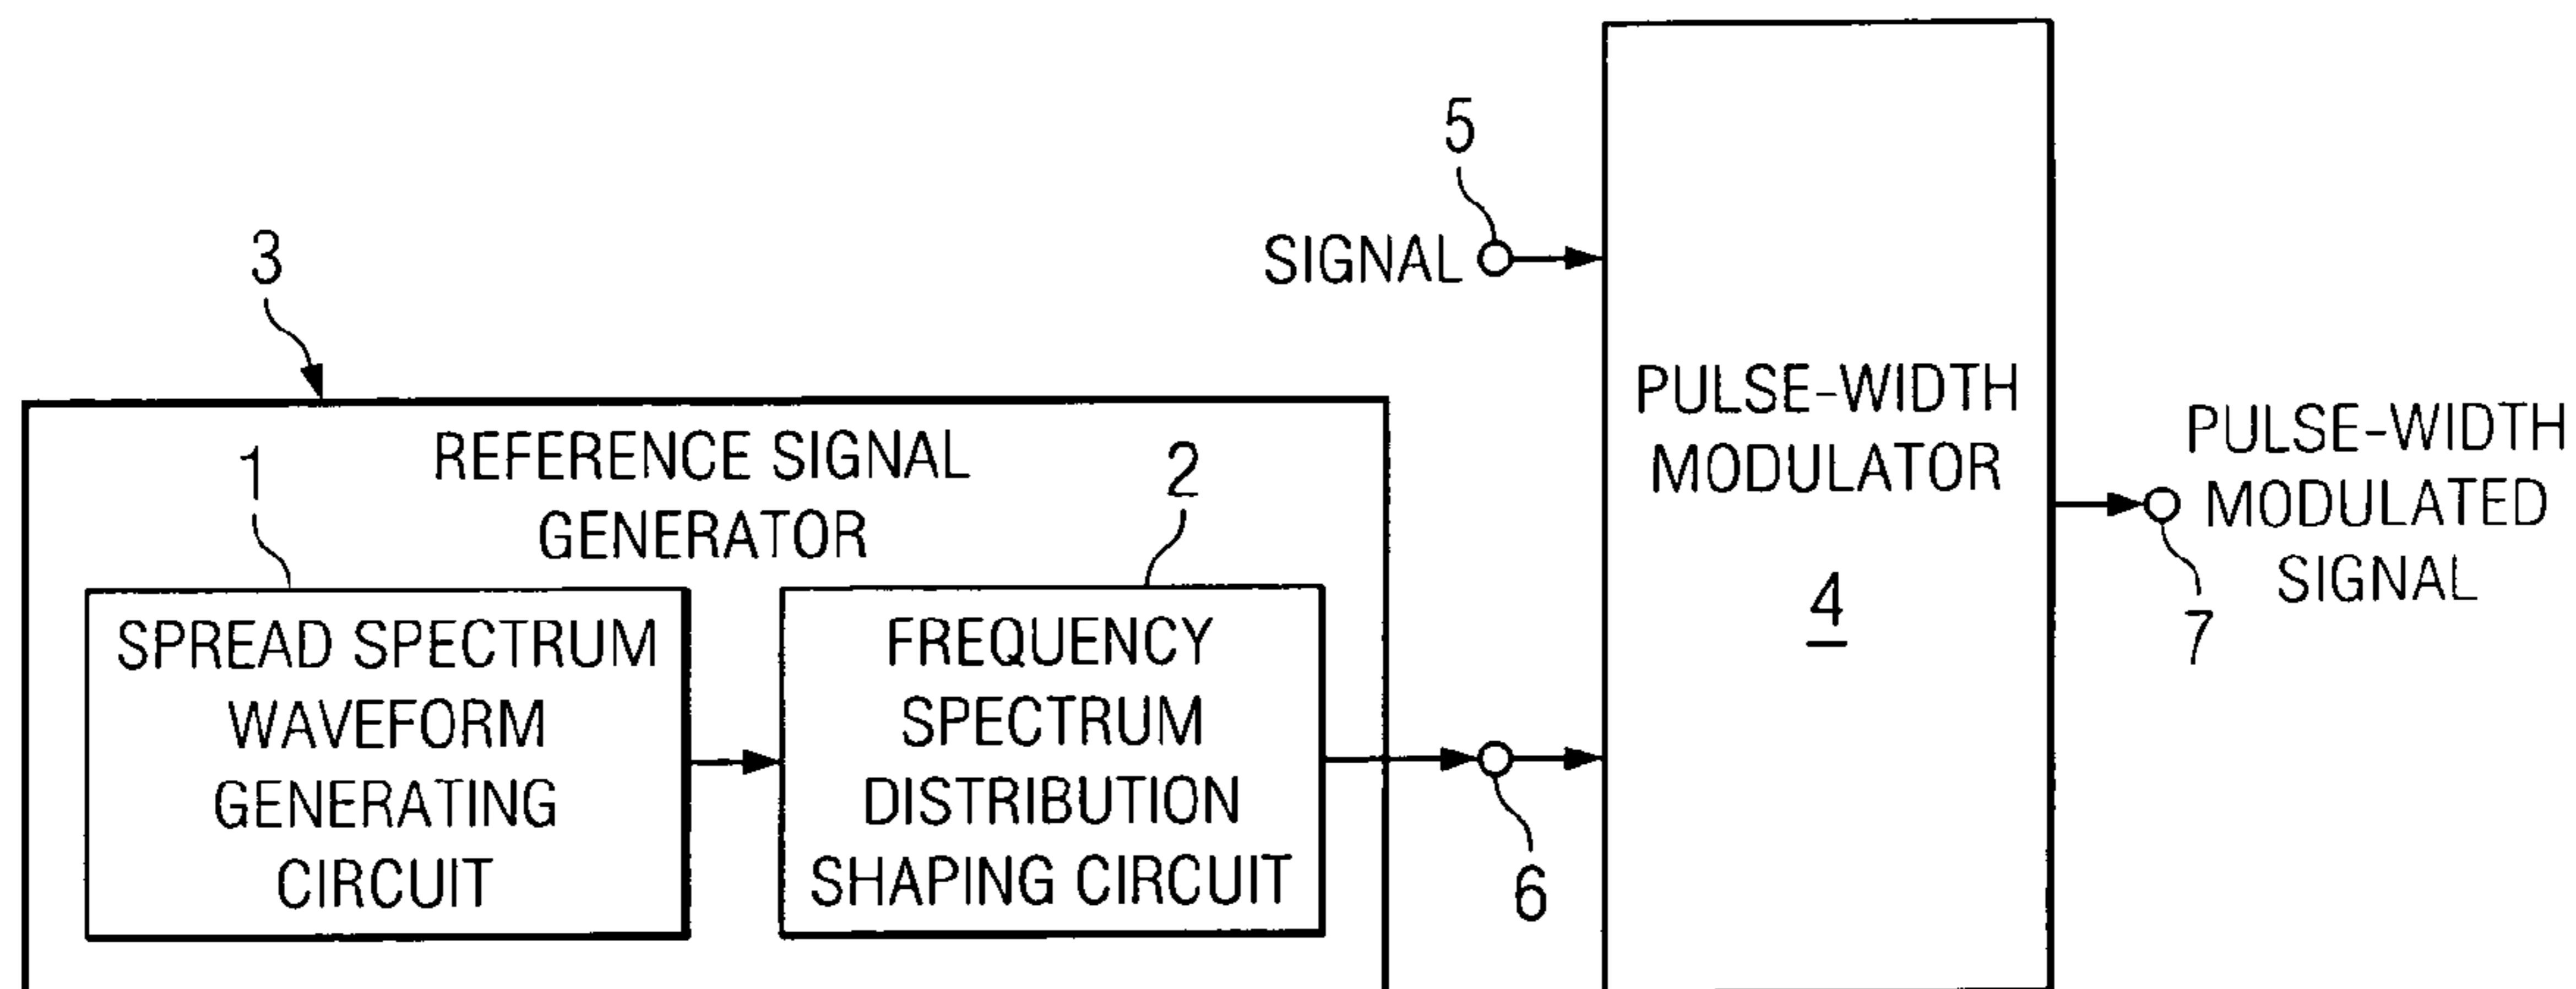 5
SIGNAL
3
REFERENCE SIGNAL
GENERATOR
1
2
SPREAD SPECTRUM
WAVEFORM
GENERATING
CIRCUIT
FREQUENCY
SPECTRUM
DISTRIBUTION
SHAPING CIRCUIT
6
PULSE-WIDTH
MODULATOR
4
PULSE-WIDTH
MODULATED
SIGNAL
7